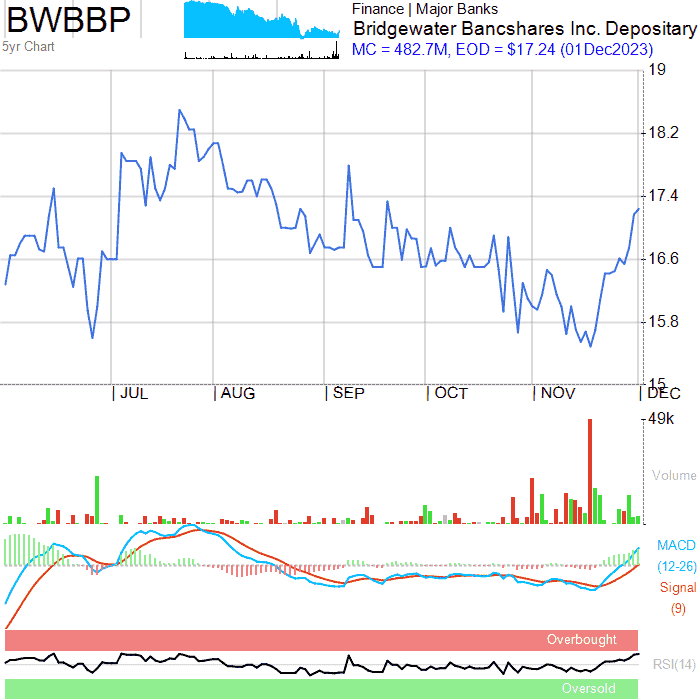 BWBBP
5yr Chart
Finance | Major Banks
Bridgewater Bancshares Inc. Depositary
MC = 482.7M, EOD = $17.24 (01Dec2023)
19
18.2
17.4
16.6
15.8
15
JUL
AUG
SEP
OCT
NOV
DEC
49k
Volume
MACD
(12-26)
Signal
(9)
Overbought
RSI(14)
Oversold